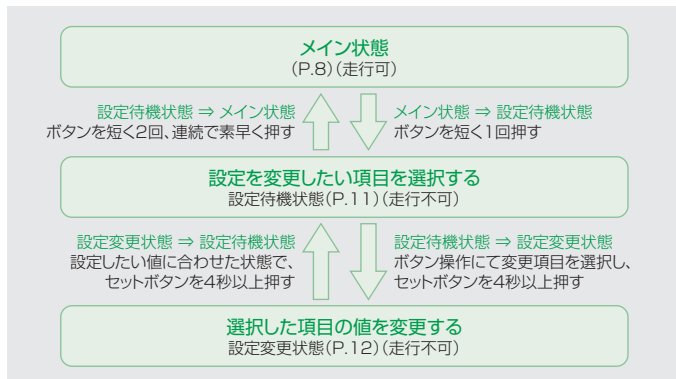 メイン状態
(P.8)(走行可)
設定待機状態 ⇒ メイン状態
ボタンを短く2回、連続で素早く押す
メイン状態 ⇒ 設定待機状態
ボタンを短く1回押す
設定を変更したい項目を選択する
設定待機状態(P.11)(走行不可)
設定変更状態 ⇒ 設定待機状態
設定したい値に合わせた状態で、
セットボタンを4秒以上押す
設定待機状態 ⇒ 設定変更状態
ボタン操作にて変更項目を選択し、
セットボタンを4秒以上押す
選択した項目の値を変更する
設定変更状態(P.12)(走行不可)